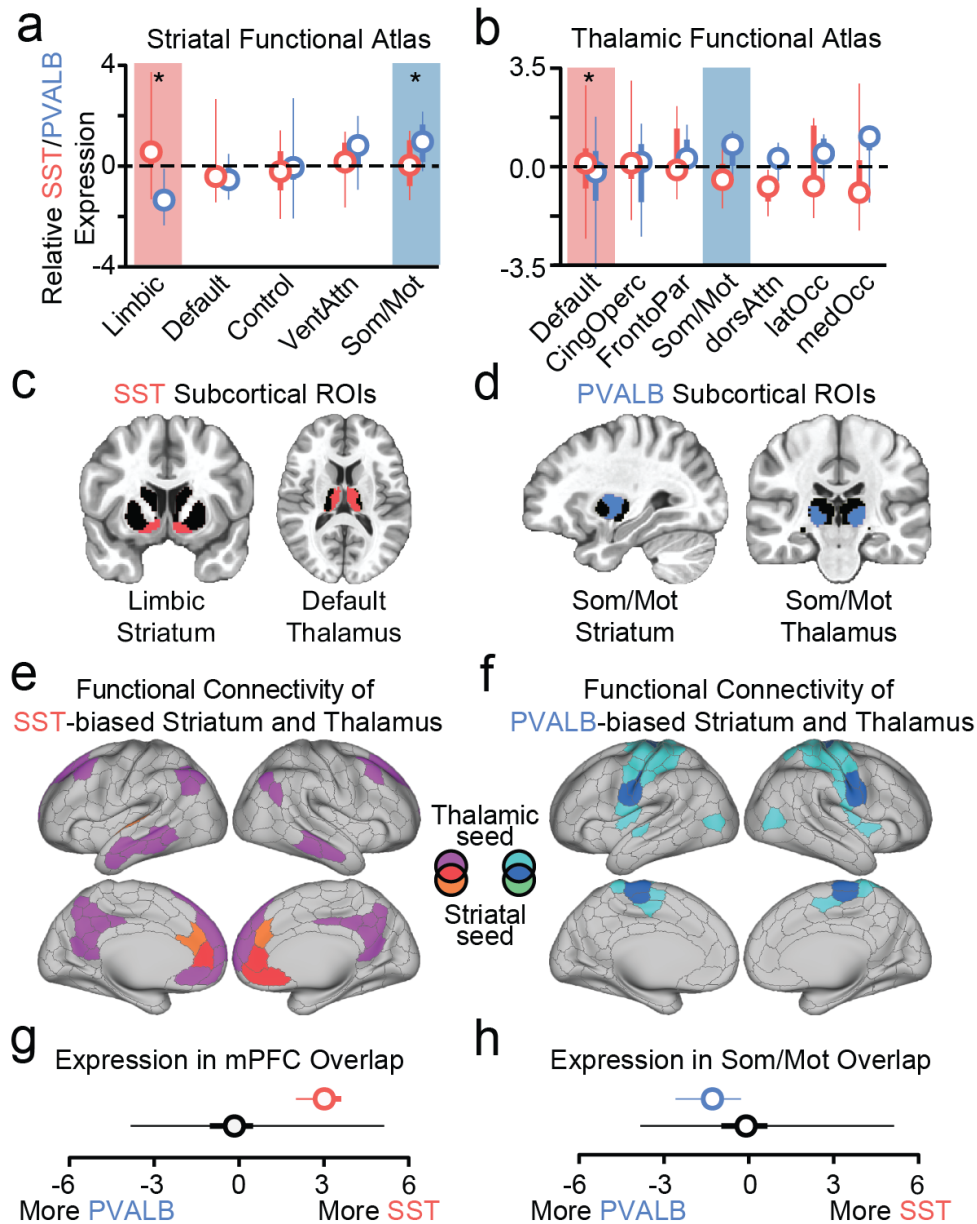 a
Striatal Functional Atlas
Relative SST/PVALB
Expression
4
0
-4
*
*
Limbic
Default
Control
VentAttn
Som/Mot
b
Thalamic Functional Atlas
3.5
0.0
-3.5
*
Default
CingOperc
FrontoPar
Som/Mot
dorsAttn
latOcc
medOcc
c
SST Subcortical ROIs
Limbic
Striatum
Default
Thalamus
d
PVALB Subcortical ROIs
Som/Mot
Striatum
Som/Mot
Thalamus
e
Functional Connectivity of
SST-biased Striatum and Thalamus
f
Functional Connectivity of
PVALB-biased Striatum and Thalamus
Thalamic
seed
Striatal
seed
g
Expression in mPFC Overlap
-6 -3 0 3 6
More PVALB More SST
h
Expression in Som/Mot Overlap
-6 -3 0 3 6
More PVALB More SST